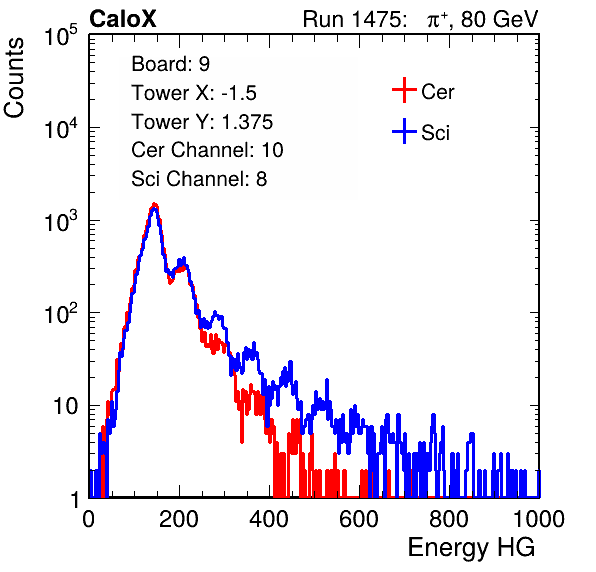 CaloX Run 1475: π⁺, 80 GeV
Counts
Board: 9
Tower X: -1.5
Tower Y: 1.375
Cer Channel: 10
Sci Channel: 8
Cer
Sci
10⁵
10⁴
10³
10²
10
1
0 200 400 600 800 1000
Energy HG